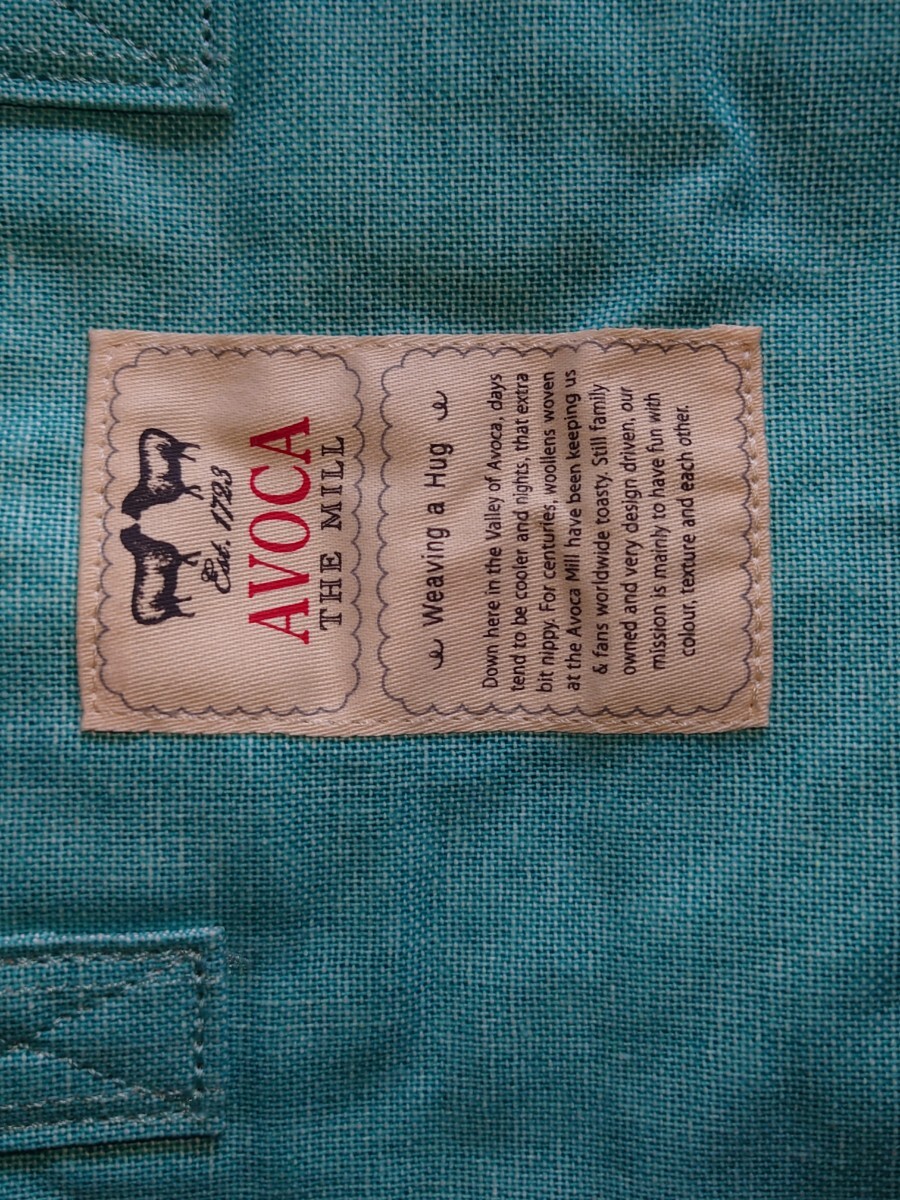 Est. 1723
AVOCA
THE MILL
Weaving a Hug
Down here in the Valley of Avoca, days
tend to be cooler and nights, that extra
bit nippy. For centuries, woollens woven
at the Avoca Mill have been keeping us
& fans worldwide toasty. Still family
owned and very design driven, our
mission is mainly to have fun with
colour, texture and each other.